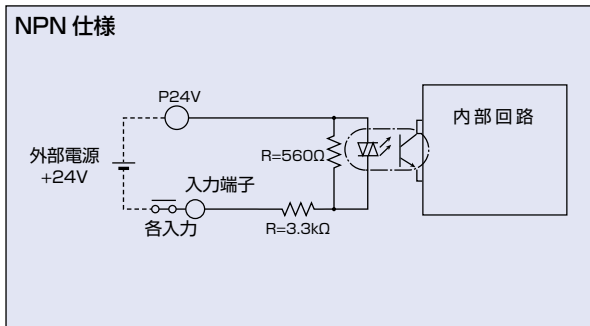 NPN 仕様
P24V
内部回路
外部電源
+24V
R=560Ω
入力端子
各入力
R=3.3kΩ